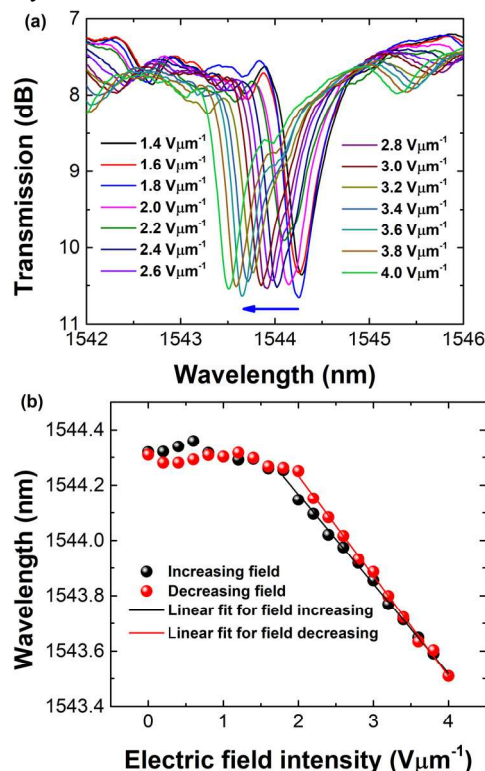 (a)
7
8
9
10
11
Transmission (dB)
1.4 Vμm⁻¹
1.6 Vμm⁻¹
1.8 Vμm⁻¹
2.0 Vμm⁻¹
2.2 Vμm⁻¹
2.4 Vμm⁻¹
2.6 Vμm⁻¹
2.8 Vμm⁻¹
3.0 Vμm⁻¹
3.2 Vμm⁻¹
3.4 Vμm⁻¹
3.6 Vμm⁻¹
3.8 Vμm⁻¹
4.0 Vμm⁻¹
1542 1543 1544 1545 1546
Wavelength (nm)
(b)
1544.4
1544.2
1544.0
1543.8
1543.6
1543.4
Wavelength (nm)
Increasing field
Decreasing field
Linear fit for field increasing
Linear fit for field decreasing
0 1 2 3 4
Electric field intensity (Vμm⁻¹)